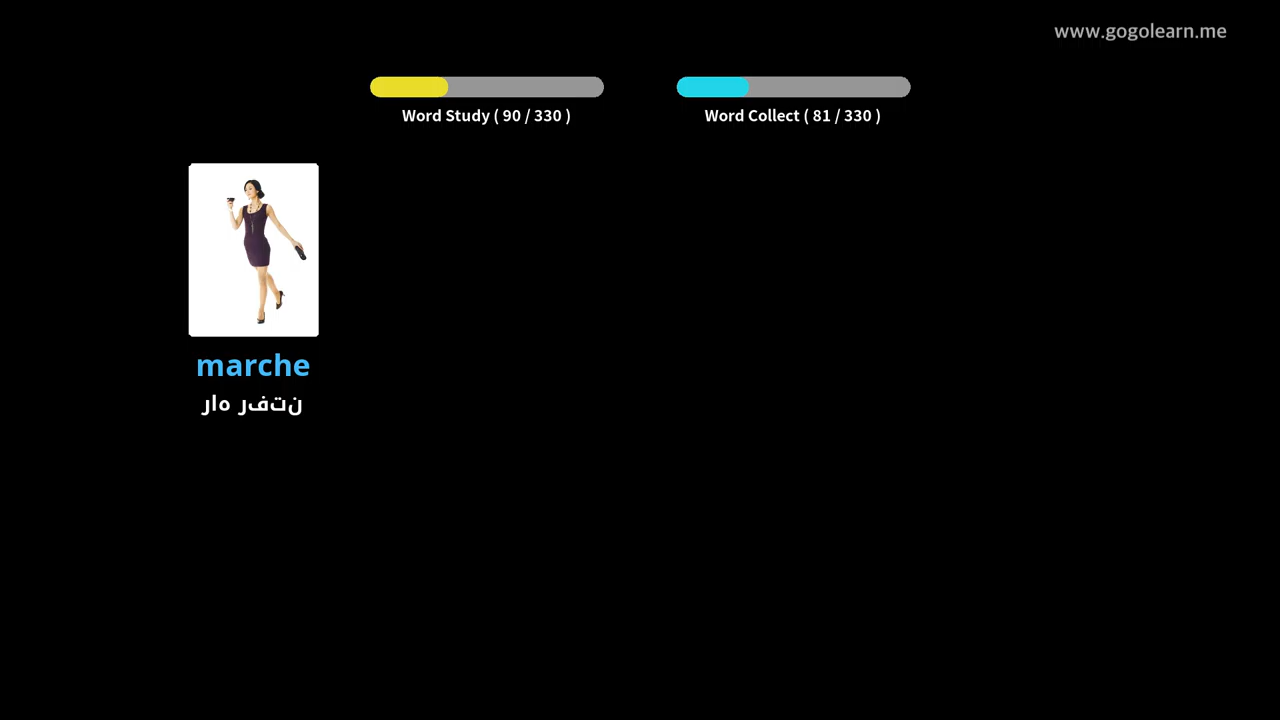 www.gogolearn.me
Word Study ( 90 / 330 )
Word Collect ( 81 / 330 )
marche
راه رفتن